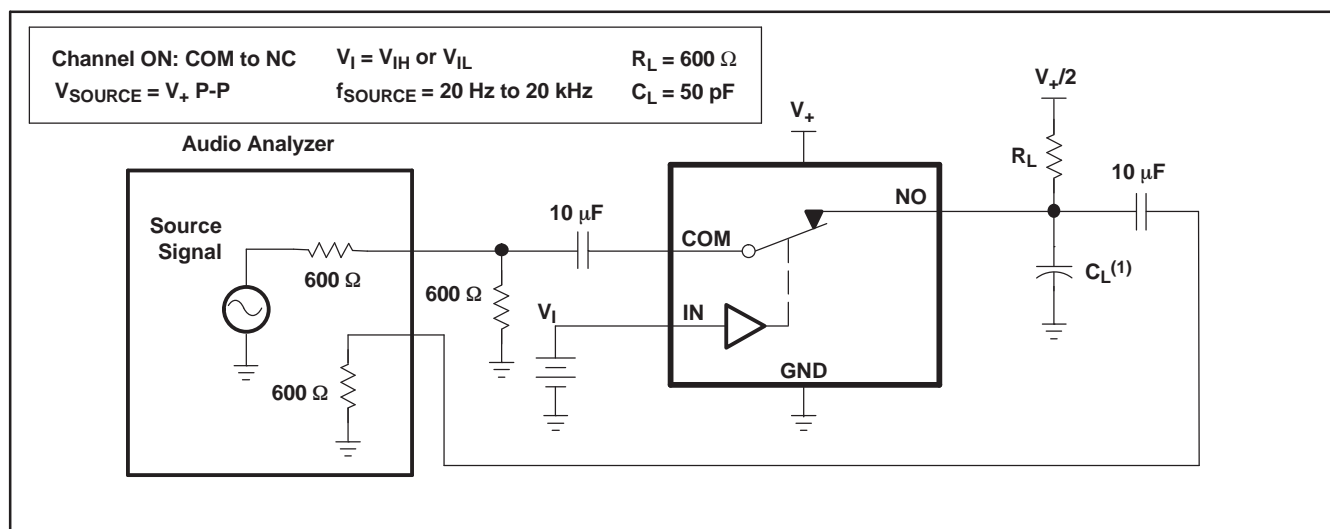 Channel ON: COM to NC
V_I = V_IH or V_IL
R_L = 600 Ω
V_SOURCE = V_+ P-P
f_SOURCE = 20 Hz to 20 kHz
C_L = 50 pF
V_+/2
V_+
Audio Analyzer
R_L
10 μF
NO
10 μF
Source
Signal
COM
600 Ω
600 Ω
C_L(1)
V_I
IN
GND
600 Ω